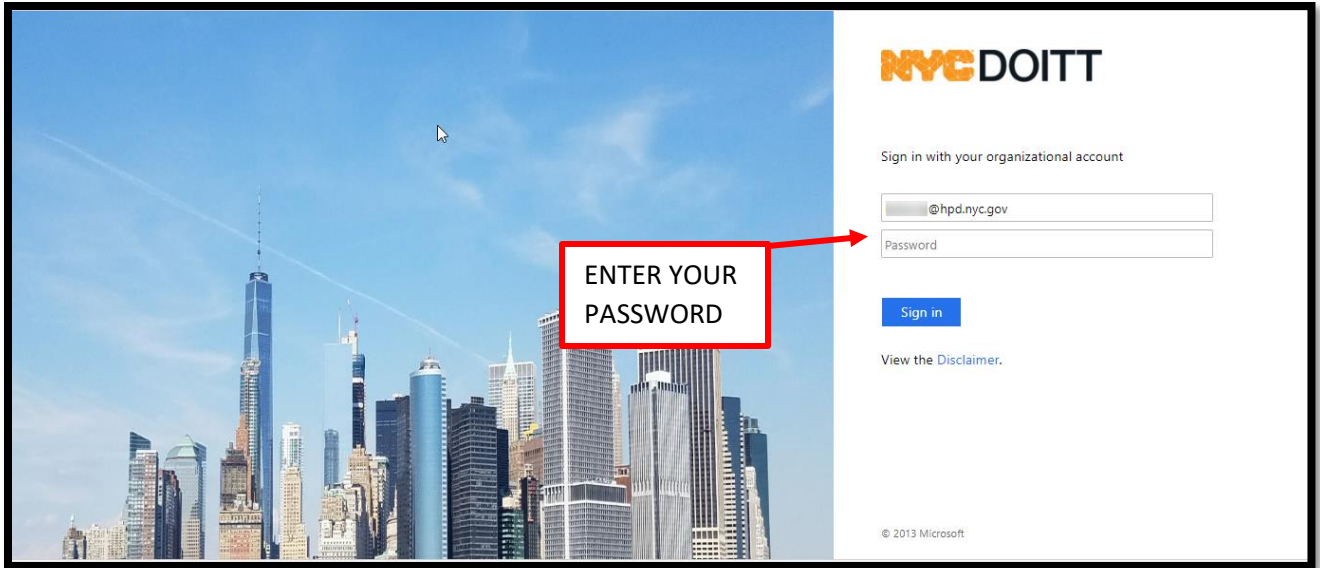 NYC DOITT
Sign in with your organizational account
@hpd.nyc.gov
Password
ENTER YOUR
PASSWORD
Sign in
View the Disclaimer.
© 2013 Microsoft